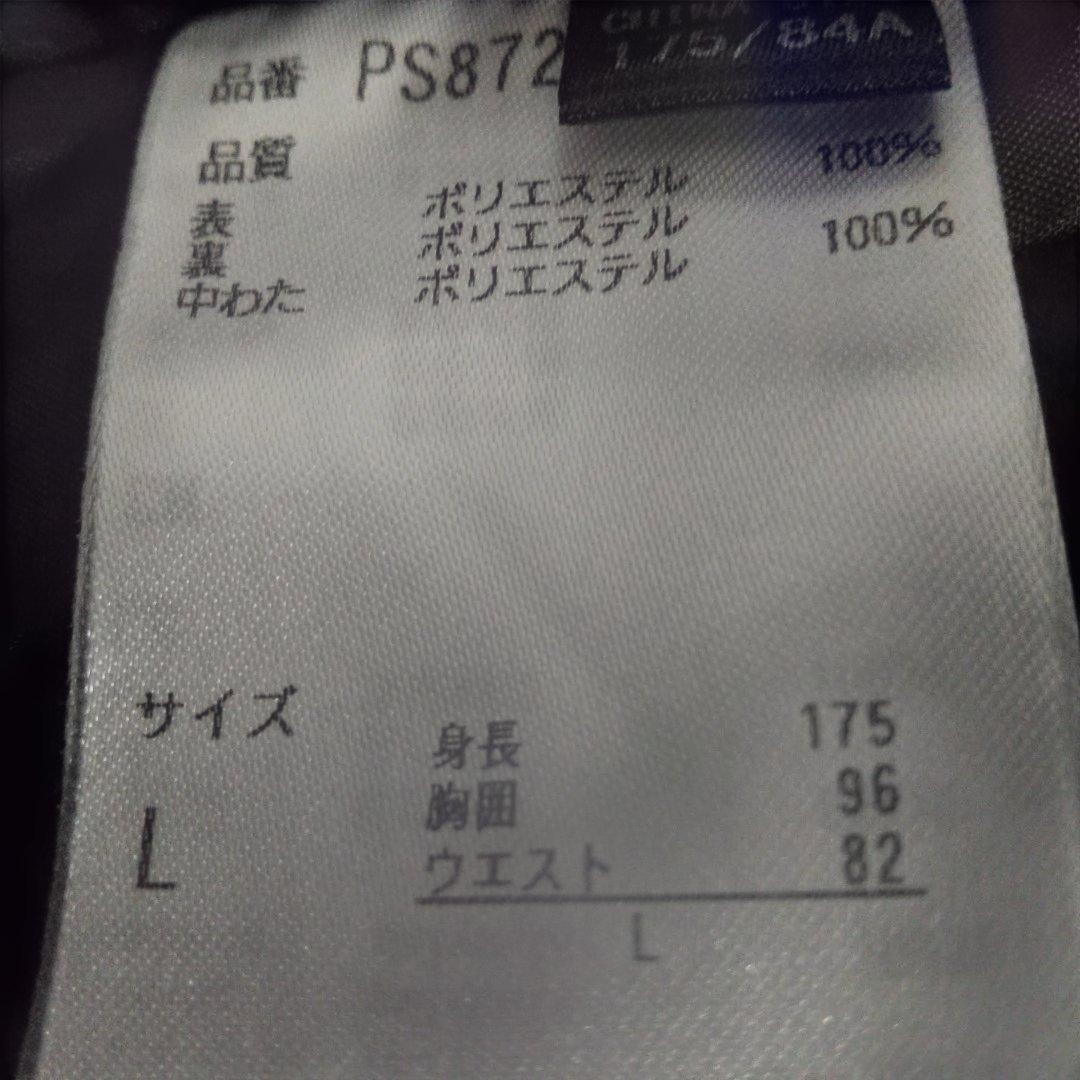 品番 PS872
175/84A
品質
表 ポリエステル 100%
裏 ポリエステル
中わた ポリエステル 100%
サイズ
L
身長 175
胸囲 96
ウエスト 82
L